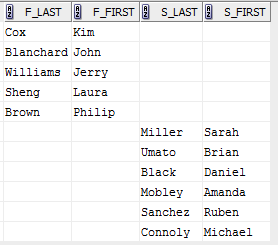 F_LAST F_FIRST S_LAST S_FIRST
Cox Kim
Blanchard John
Williams Jerry
Sheng Laura
Brown Philip
Miller Sarah
Umato Brian
Black Daniel
Mobley Amanda
Sanchez Ruben
Connoly Michael